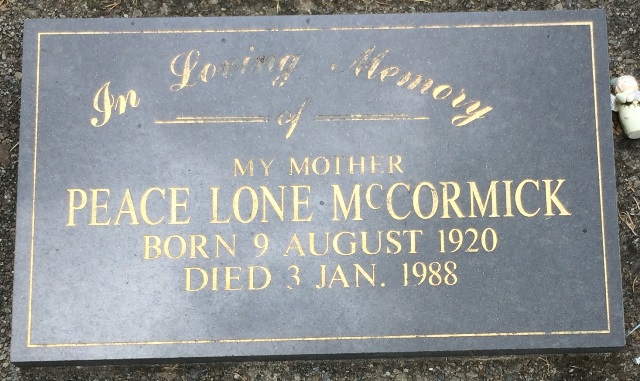 In Loving Memory
of
MY MOTHER
PEACE LONE McCORMICK
BORN 9 AUGUST 1920
DIED 3 JAN. 1988